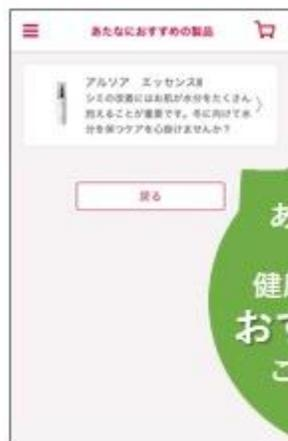 あたなにおすすめの製品
アルソア エッセンスⅡ
シミの改善にはお肌が水分をたくさん
抱えることが重要です。冬に向けて水
分を保つケアを心掛けませんか？
戻る
あ
健康
おす
こ